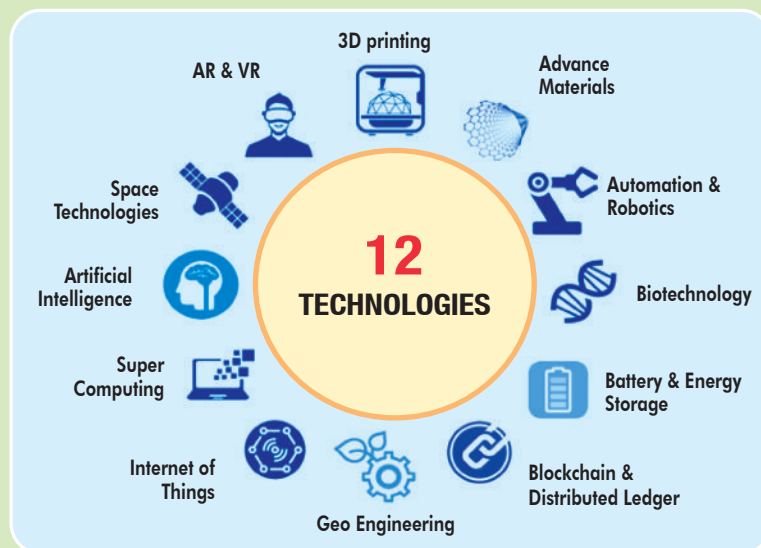 3D printing
AR & VR
Advance
Materials
Space
Technologies
Automation &
Robotics
12
TECHNOLOGIES
Artificial
Intelligence
Biotechnology
Super
Computing
Battery & Energy
Storage
Internet of
Things
Blockchain &
Distributed Ledger
Geo Engineering